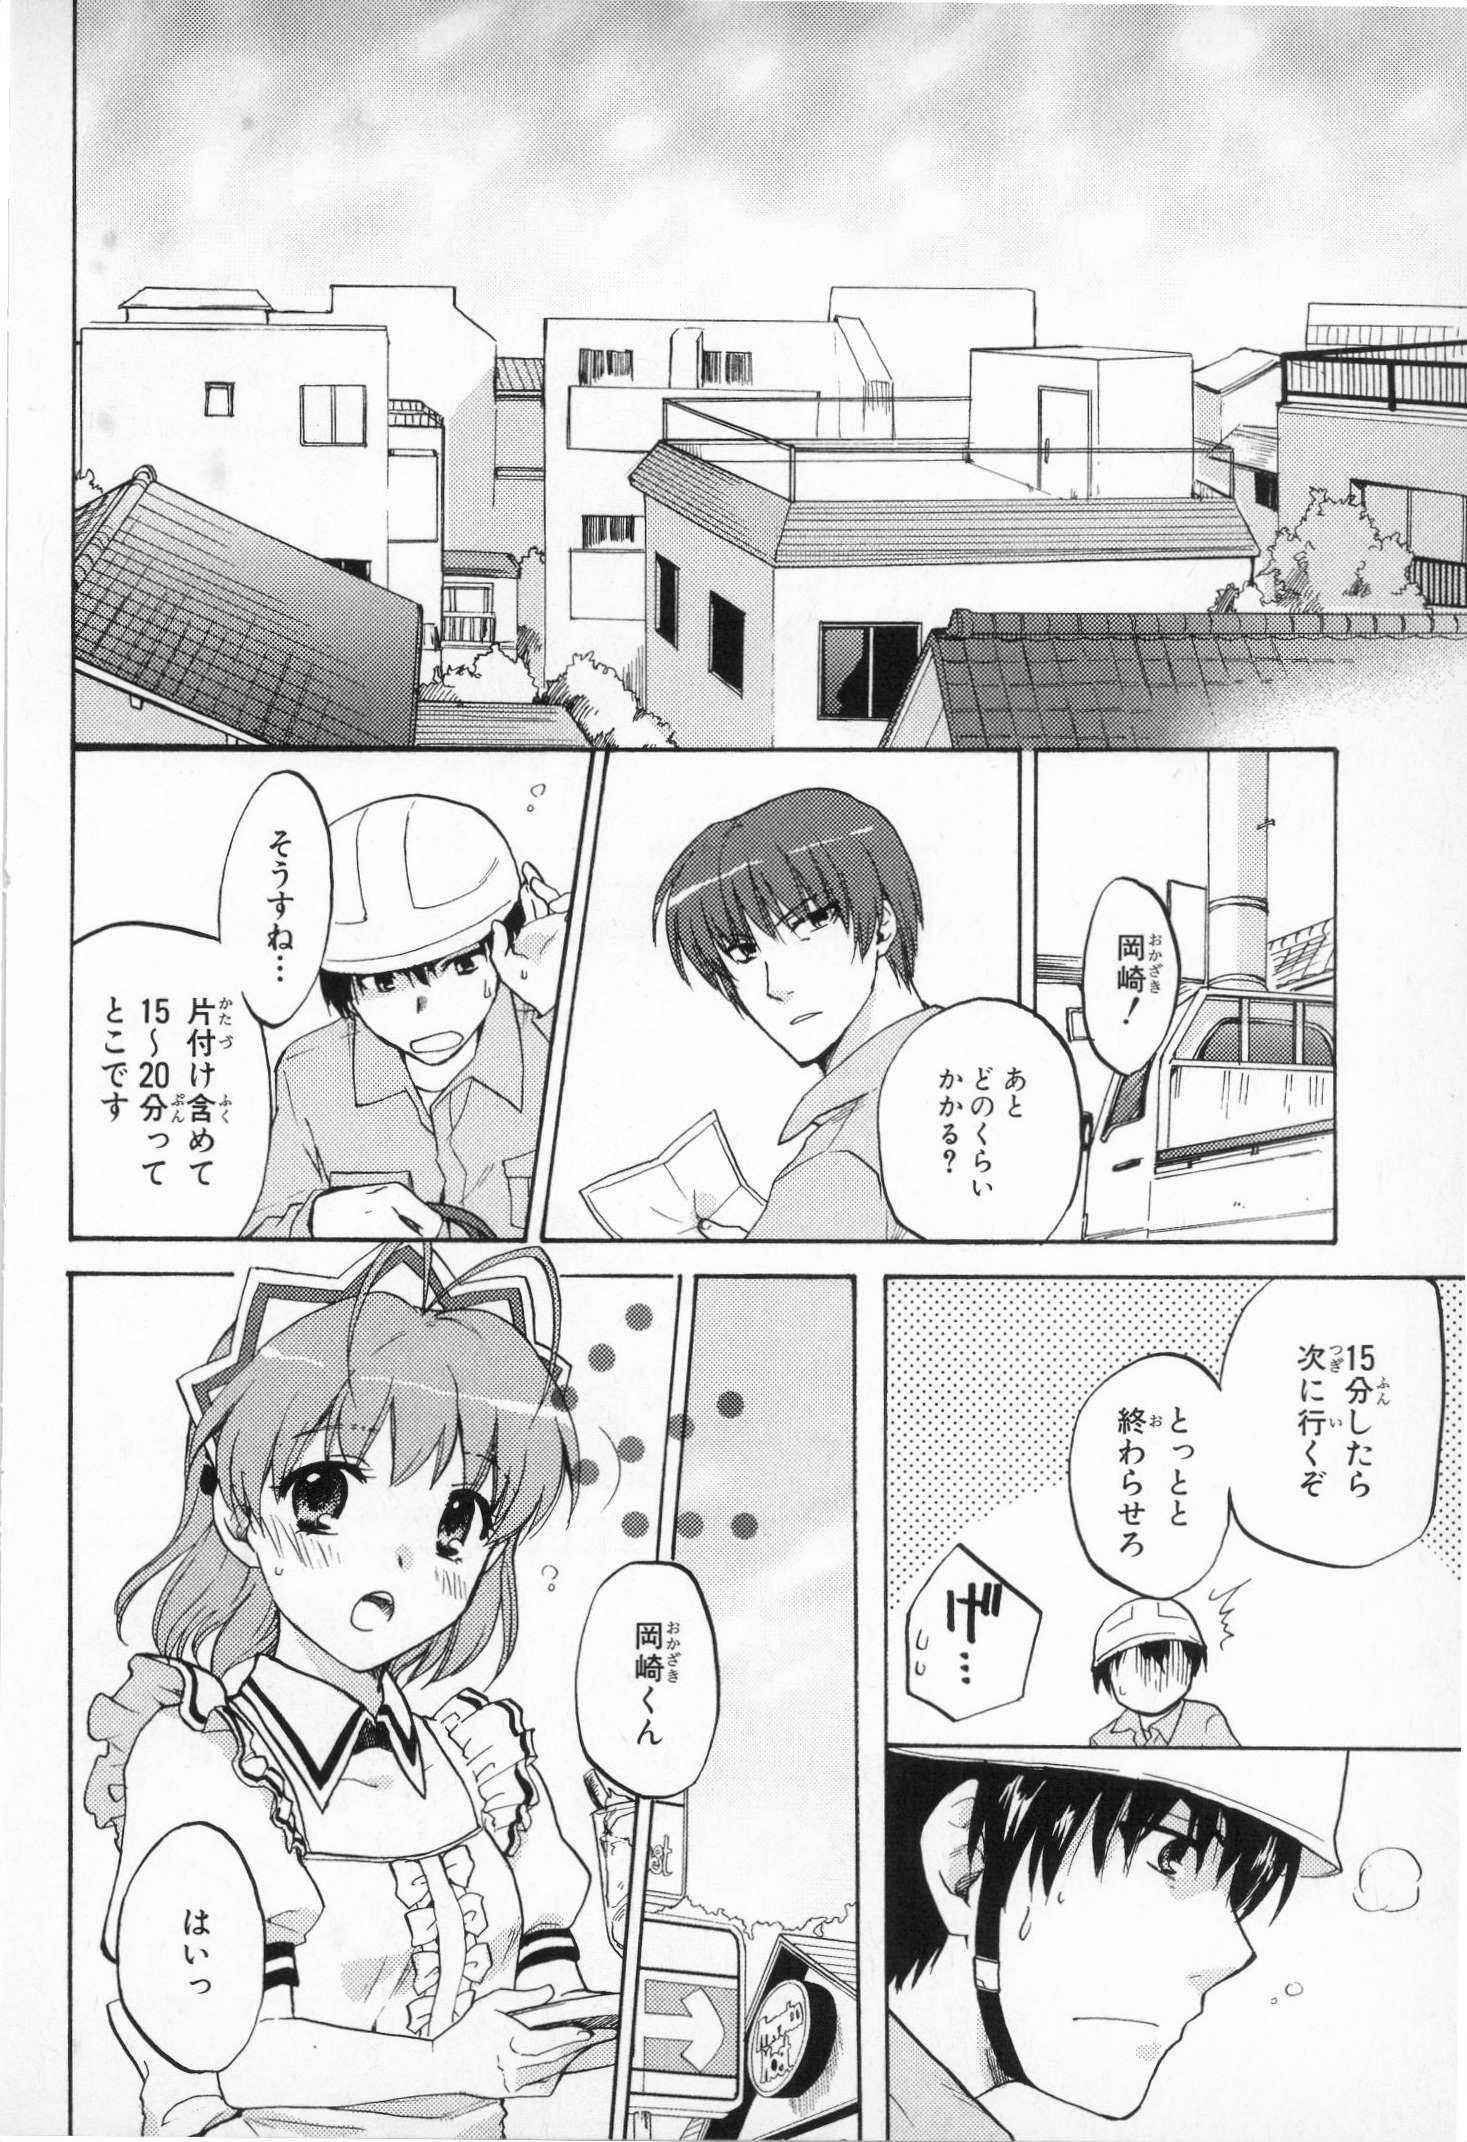 岡崎!
あと
どのくらい
かかる?
そうすね…
片付け含めて
15〜20分って
とこです
15分したら
次に行くぞ
とっとと
終わらせろ
ギ…
岡崎くん
はいっ